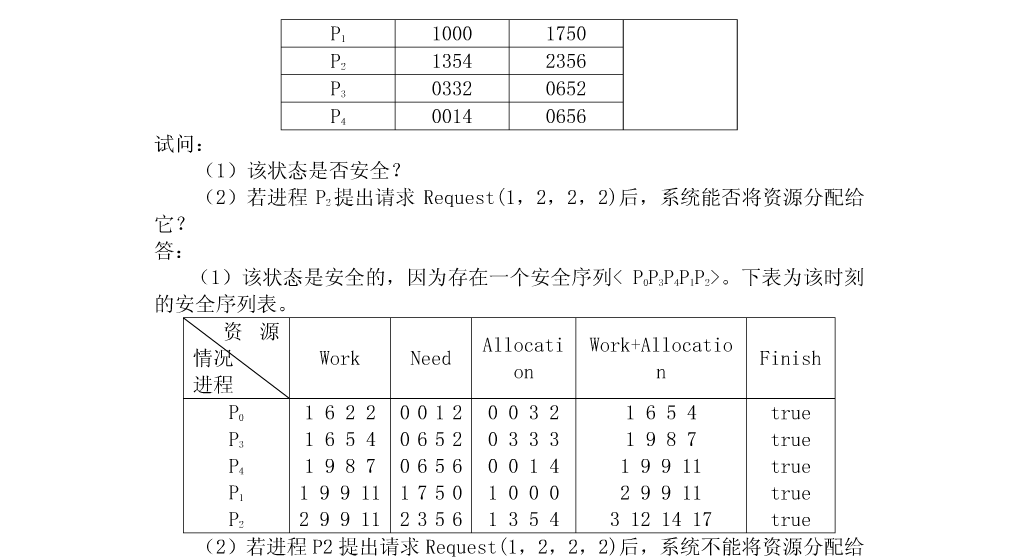 P₁ 1000 1750
P₂ 1354 2356
P₃ 0332 0652
P₄ 0014 0656
试问：
（1）该状态是否安全？
（2）若进程 P₂提出请求 Request(1，2，2，2)后，系统能否将资源分配给
它？
答：
（1）该状态是安全的，因为存在一个安全序列< P₀P₃P₄P₁P₂>。下表为该时刻
的安全序列表。
资 源
情况
进程 Work Need Allocati
on Work+Allocatio
n Finish
P₀ 1 6 2 2 0 0 1 2 0 0 3 2 1 6 5 4 true
P₃ 1 6 5 4 0 6 5 2 0 3 3 3 1 9 8 7 true
P₄ 1 9 8 7 0 6 5 6 0 0 1 4 1 9 9 11 true
P₁ 1 9 9 11 1 7 5 0 1 0 0 0 2 9 9 11 true
P₂ 2 9 9 11 2 3 5 6 1 3 5 4 3 12 14 17 true
（2）若进程 P2 提出请求 Request(1，2，2，2)后，系统不能将资源分配给